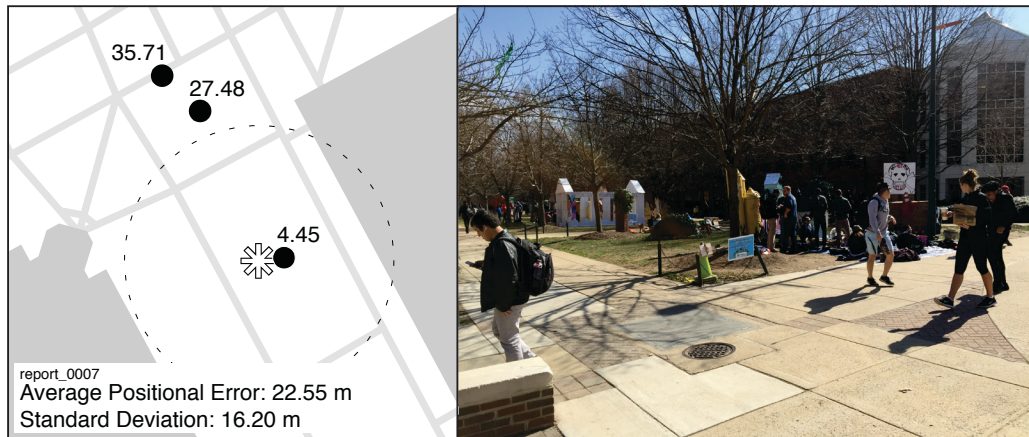 35.71
27.48
4.45
report_0007
Average Positional Error: 22.55 m
Standard Deviation: 16.20 m